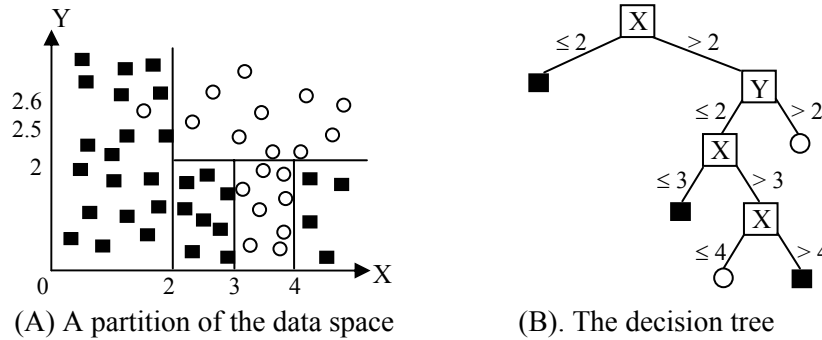 Y
2.6
2.5
2
0
2
3
4
X
(A) A partition of the data space
X
≤ 2
> 2
Y
≤ 2
> 2
X
≤ 3
> 3
X
≤ 4
> 4
(B). The decision tree